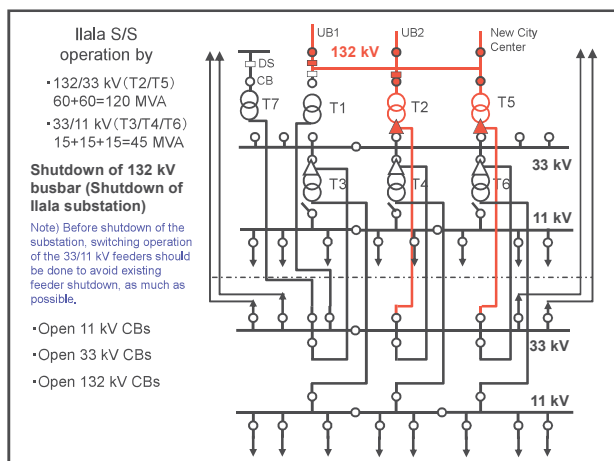 Ilala S/S
operation by
・132/33 kV(T2/T5)
60+60=120 MVA
・33/11 kV(T3/T4/T6)
15+15+15=45 MVA
Shutdown of 132 kV
busbar (Shutdown of
Ilala substation)
Note) Before shutdown of the
substation, switching operation
of the 33/11 kV feeders should
be done to avoid existing
feeder shutdown, as much as
possible.
・Open 11 kV CBs
・Open 33 kV CBs
・Open 132 kV CBs
UB1
UB2
New City
Center
132 kV
DS
CB
T7
T1
T2
T5
33 kV
T3
T4
T6
11 kV
33 kV
11 kV